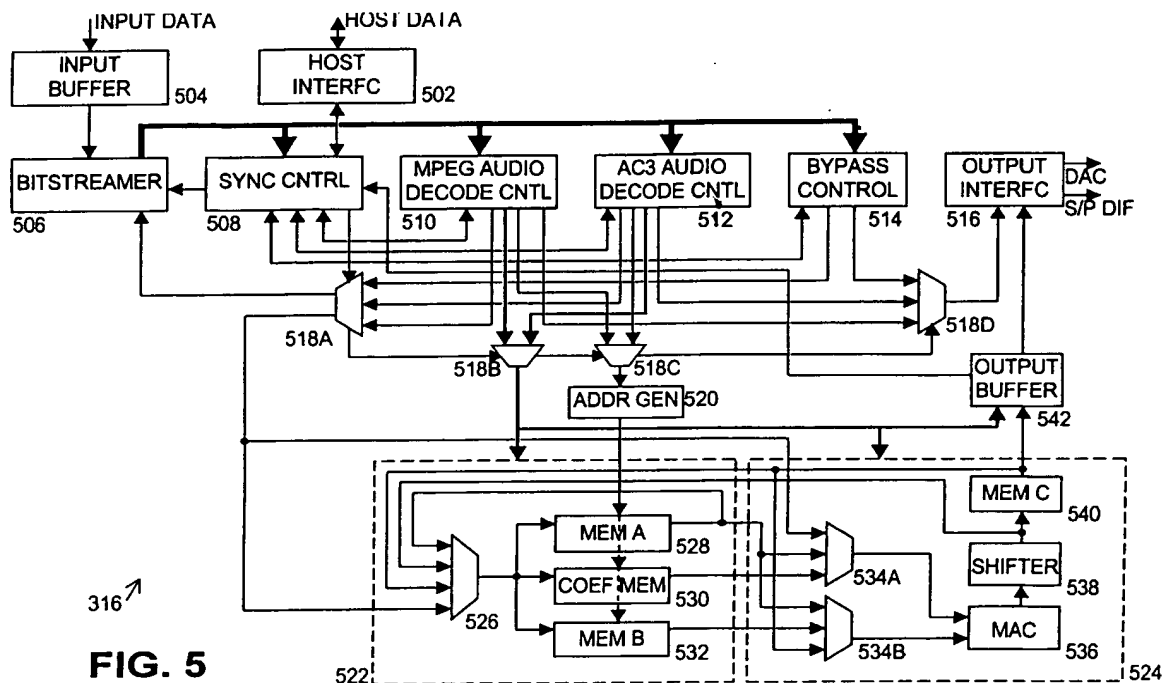 INPUT DATA
HOST DATA
INPUT
BUFFER
504
HOST
INTERFC
502
BITSTREAMER
506
SYNC CNTRL
508
MPEG AUDIO
DECODE CNTL
510
AC3 AUDIO
DECODE CNTL
512
BYPASS
CONTROL
514
OUTPUT
INTERFC
516
DAC
S/P DIF
518A
518B
518C
518D
ADDR GEN
520
OUTPUT
BUFFER
542
MEM A
528
COEF MEM
530
MEM B
532
526
534A
534B
MEM C
540
SHIFTER
538
MAC
536
316
FIG. 5
522
524